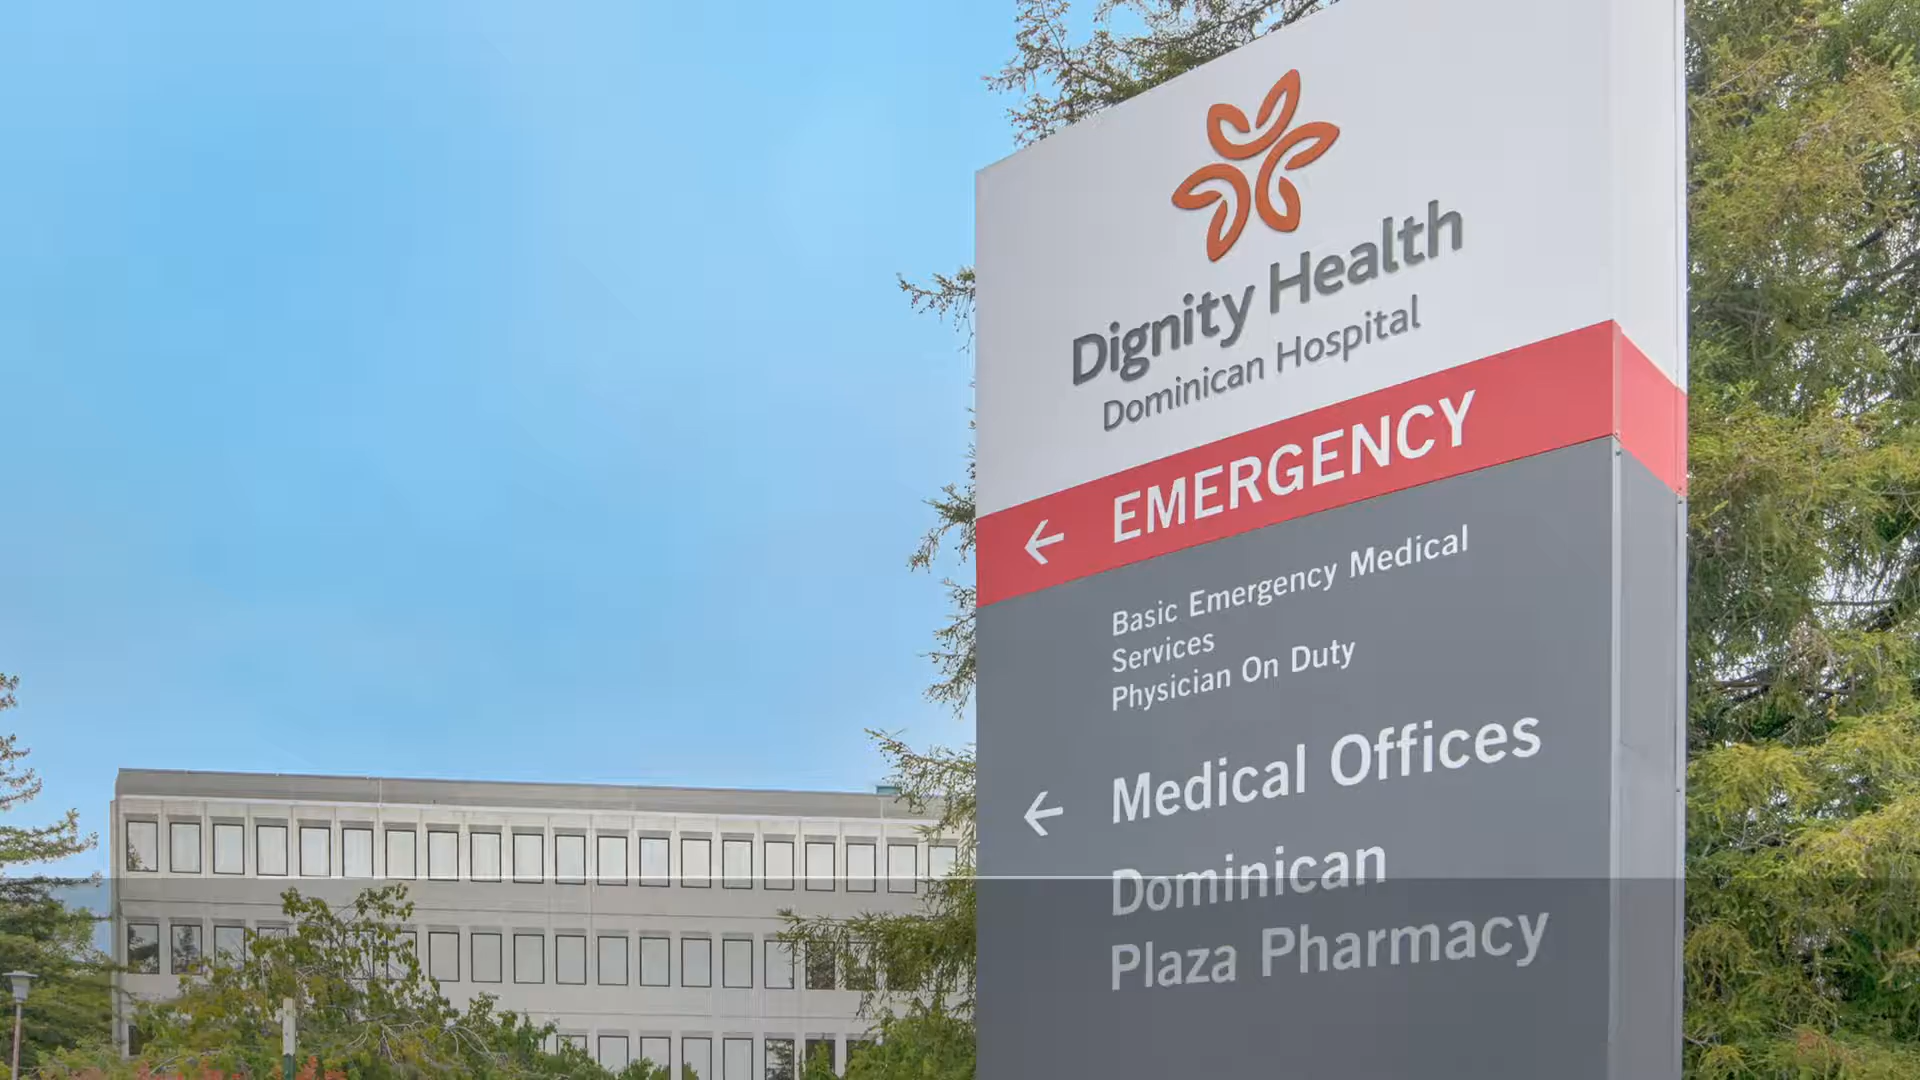 Dignity Health
Dominican Hospital
EMERGENCY
Basic Emergency Medical
Services
Physician On Duty
Medical Offices
Dominican
Plaza Pharmacy